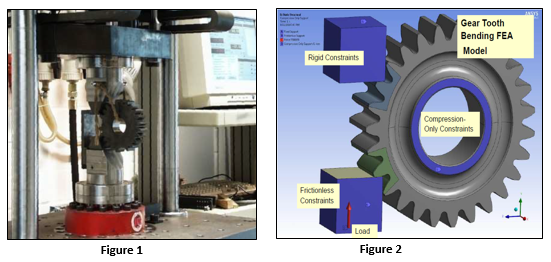 Gear Tooth
Bending FEA
Model
Rigid Constraints
Compression-
Only Constraints
Frictionless
Constraints
Load
Figure 1
Figure 2